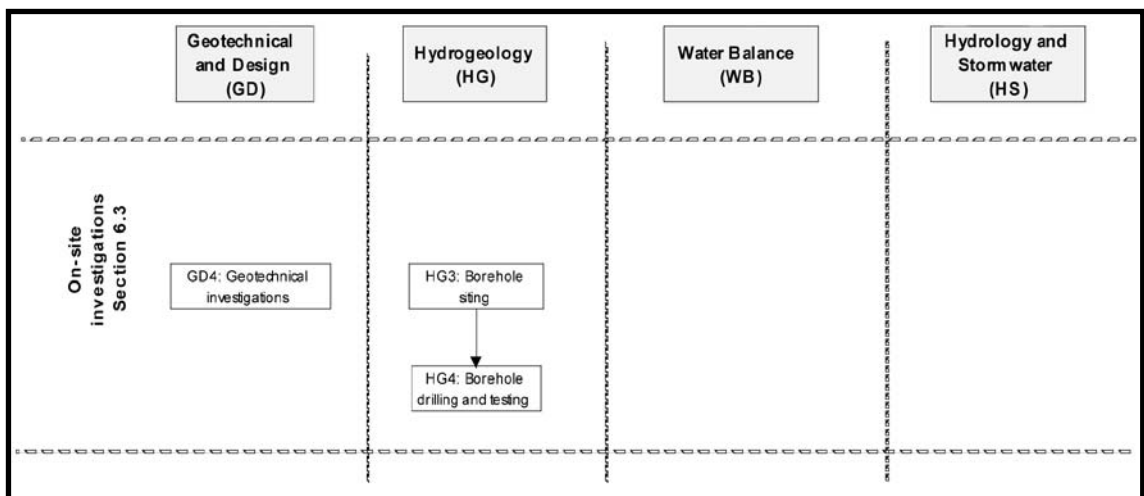 Geotechnical
and Design
(GD)
Hydrogeology
(HG)
Water Balance
(WB)
Hydrology and
Stormwater
(HS)
On-site
investigations
Section 6.3
GD4: Geotechnical
investigations
HG3: Borehole
siting
HG4: Borehole
drilling and testing